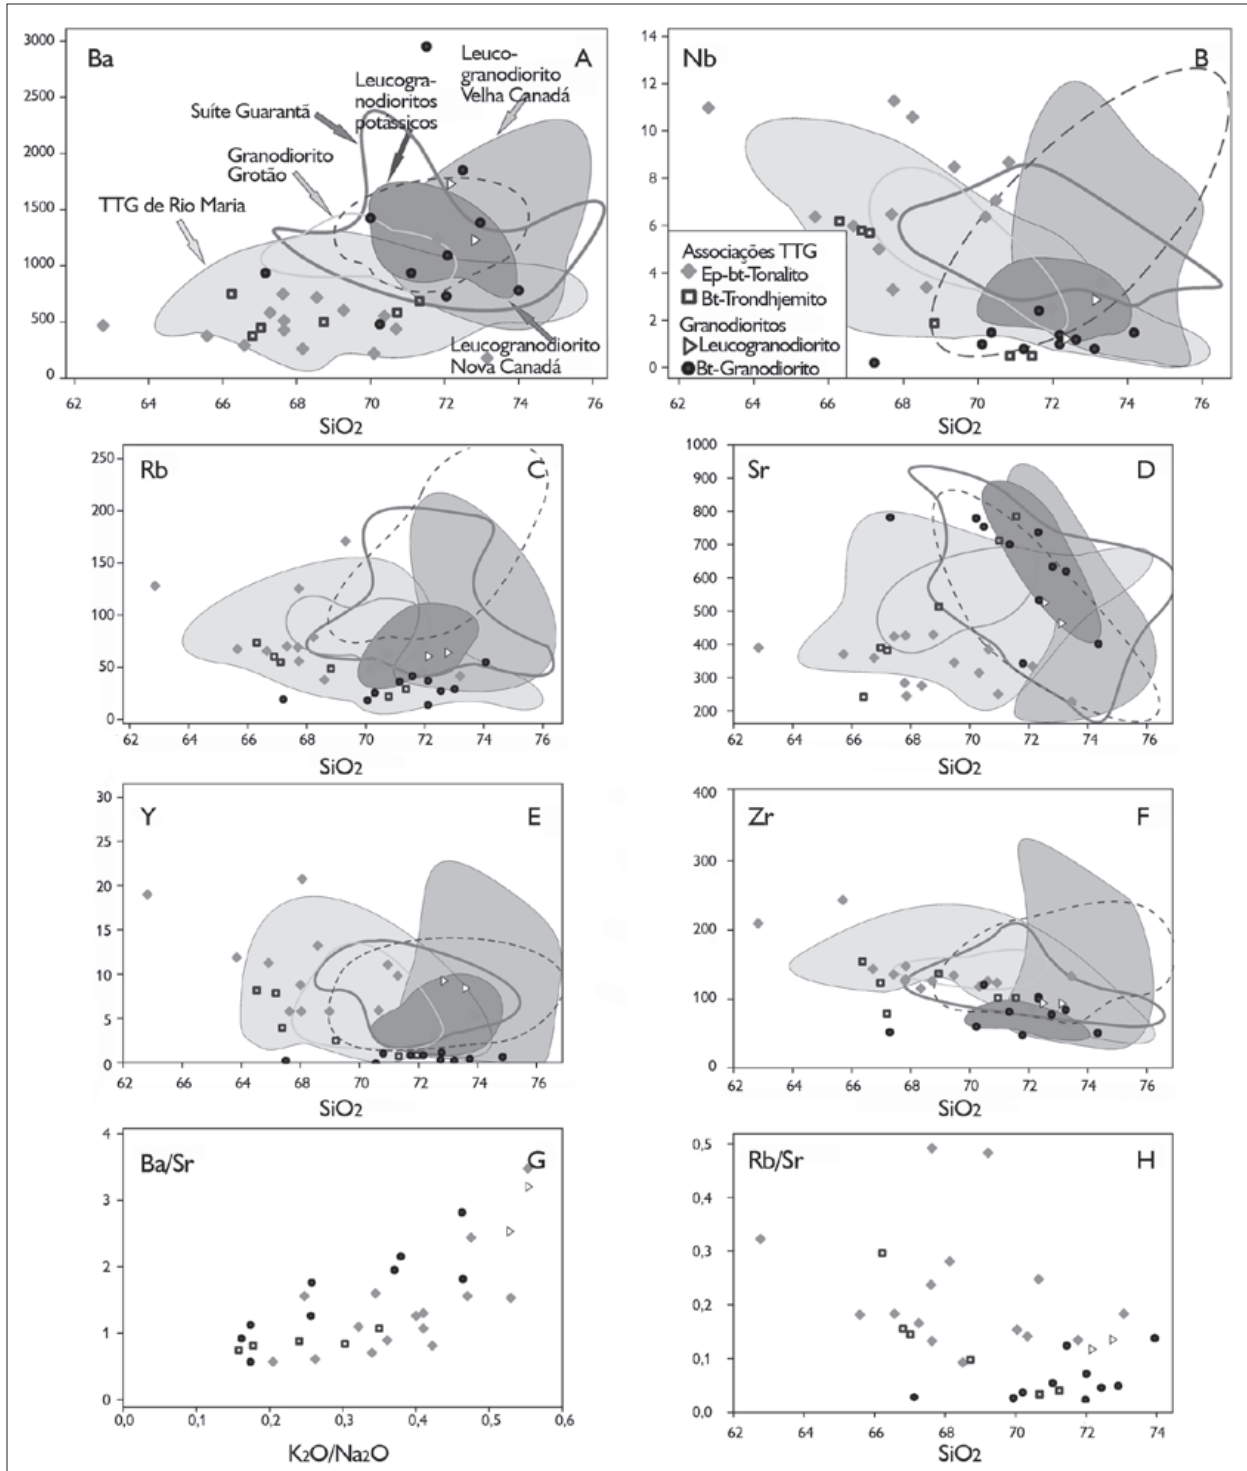 Ba
A
3000
2500
2000
1500
1000
500
0
Leuco-
granodiorito
Velha Canadá
Leucogra-
nodioritos
potássicos
Suíte Guarantã
Granodiorito
Grotão
TTG de Rio Maria
Leucogranodiorito
Nova Canadá
62 64 66 68 70 72 74 76
SiO2
Nb
B
14
12
10
8
6
4
2
0
Associações TTG
Ep-bt-Tonalito
Bt-Trondhjemito
Granodioritos
Leucogranodiorito
Bt-Granodiorito
62 64 66 68 70 72 74 76
SiO2
Rb
C
250
200
150
100
50
0
62 64 66 68 70 72 74 76
SiO2
Sr
D
1000
900
800
700
600
500
400
300
200
62 64 66 68 70 72 74 76
SiO2
Y
E
30
25
20
15
10
5
0
62 64 66 68 70 72 74 76
SiO2
Zr
F
400
300
200
100
0
62 64 66 68 70 72 74 76
SiO2
Ba/Sr
G
4
3
2
1
0
0,0 0,1 0,2 0,3 0,4 0,5 0,6
K2O/Na2O
Rb/Sr
H
0,5
0,4
0,3
0,2
0,1
0,0
62 64 66 68 70 72 74
SiO2